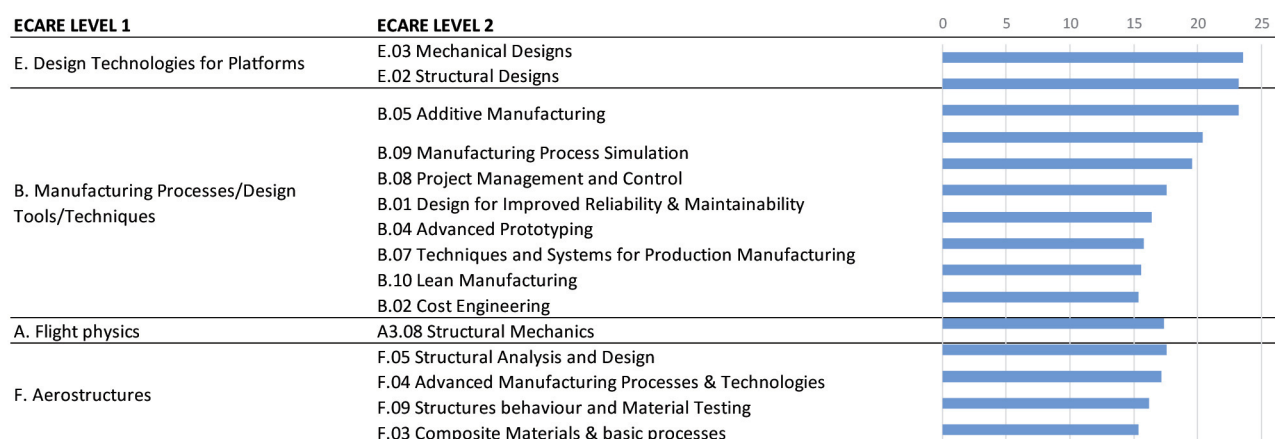 ECARE LEVEL 1 ECARE LEVEL 2 0 5 10 15 20 25
E. Design Technologies for Platforms
E.03 Mechanical Designs
E.02 Structural Designs
B. Manufacturing Processes/Design
Tools/Techniques
B.05 Additive Manufacturing
B.09 Manufacturing Process Simulation
B.08 Project Management and Control
B.01 Design for Improved Reliability & Maintainability
B.04 Advanced Prototyping
B.07 Techniques and Systems for Production Manufacturing
B.10 Lean Manufacturing
B.02 Cost Engineering
A. Flight physics A3.08 Structural Mechanics
F. Aerostructures
F.05 Structural Analysis and Design
F.04 Advanced Manufacturing Processes & Technologies
F.09 Structures behaviour and Material Testing
F.03 Composite Materials & basic processes